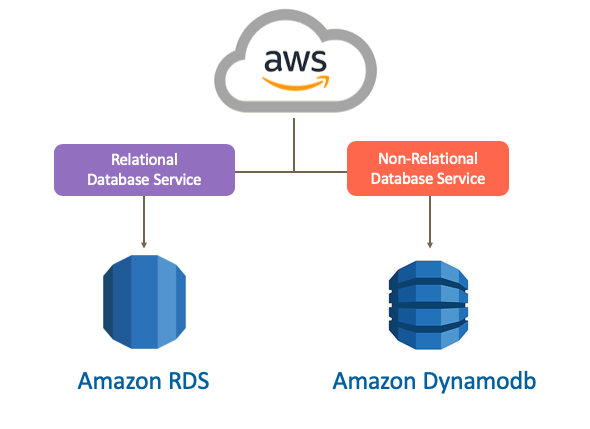 aws
Relational
Database Service
Non-Relational
Database Service
Amazon RDS
Amazon Dynamodb